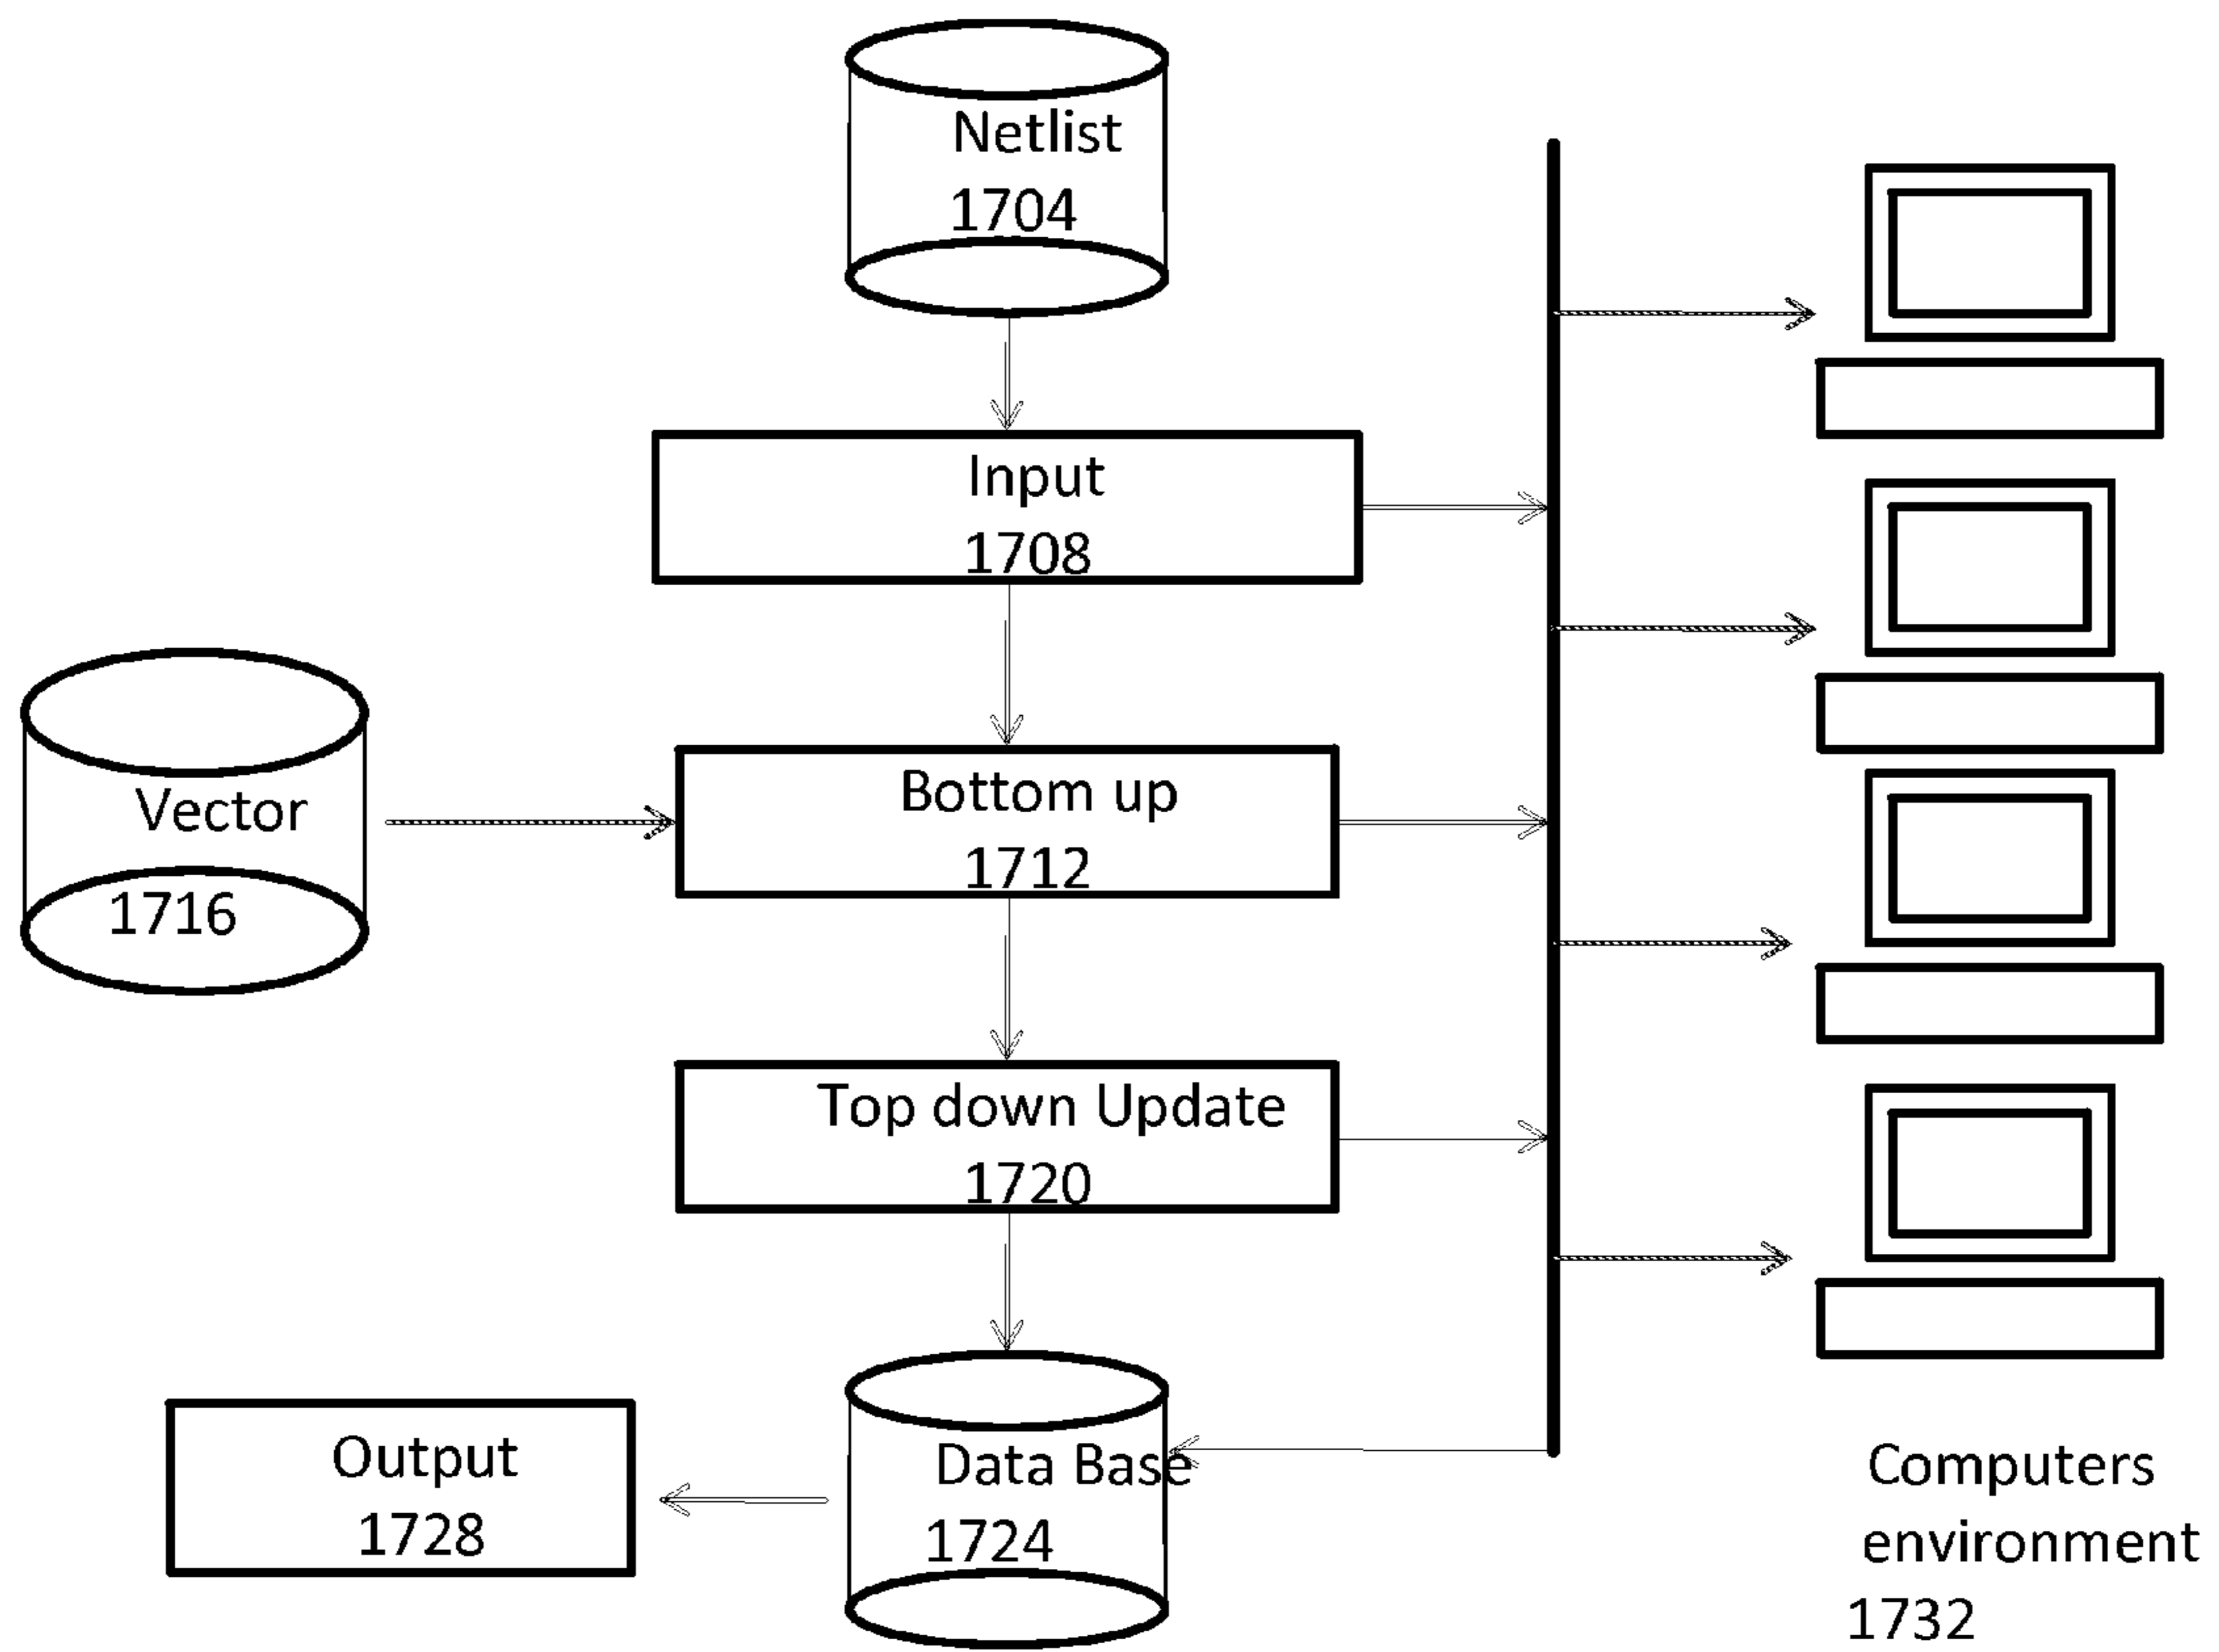 Netlist
1704
Input
1708
Vector
1716
Bottom up
1712
Top down Update
1720
Data Base
1724
Output
1728
Computers
environment
1732